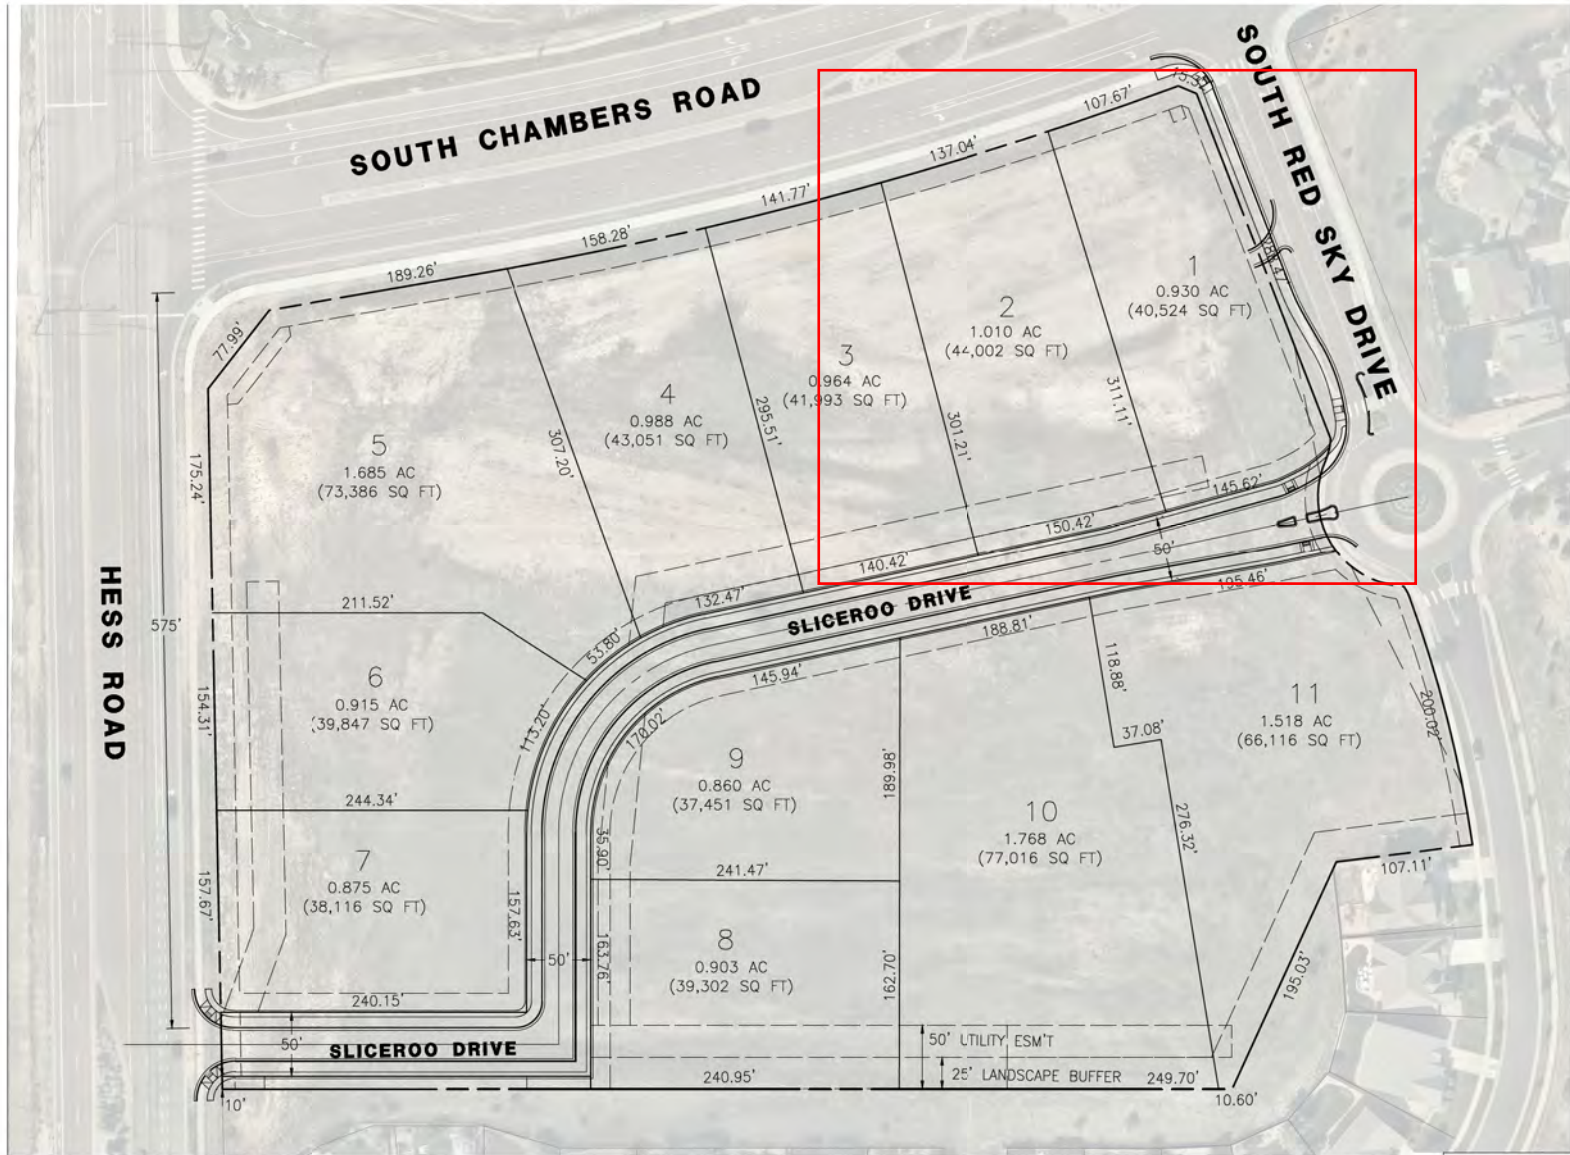 SOUTH CHAMBERS ROAD
SOUTH RED SKY DRIVE
15.57'
107.67'
137.04'
141.77'
158.28'
189.26'
77.99'
1
0.930 AC
(40,524 SQ FT)
2
1.010 AC
(44,002 SQ FT)
3
0.964 AC
(41,993 SQ FT)
4
0.988 AC
(43,051 SQ FT)
5
1.685 AC
(73,386 SQ FT)
311.11'
301.21'
295.51'
307.20'
175.24'
145.62'
150.42'
140.42'
132.47'
50'
195.46'
SLICEROO DRIVE
188.81'
145.94'
53.80'
113.20'
170.02'
HESS ROAD
575'
211.52'
154.31'
6
0.915 AC
(39,847 SQ FT)
244.34'
7
0.875 AC
(38,116 SQ FT)
157.67'
157.63'
240.15'
9
0.860 AC
(37,451 SQ FT)
189.98'
35.90'
241.47'
8
0.903 AC
(39,302 SQ FT)
163.76'
162.70'
50'
10
1.768 AC
(77,016 SQ FT)
118.88'
37.08'
276.32'
11
1.518 AC
(66,116 SQ FT)
200.02'
107.11'
195.03'
50'
SLICEROO DRIVE
50' UTILITY ESM'T
25' LANDSCAPE BUFFER
240.95'
249.70'
10.60'
10'